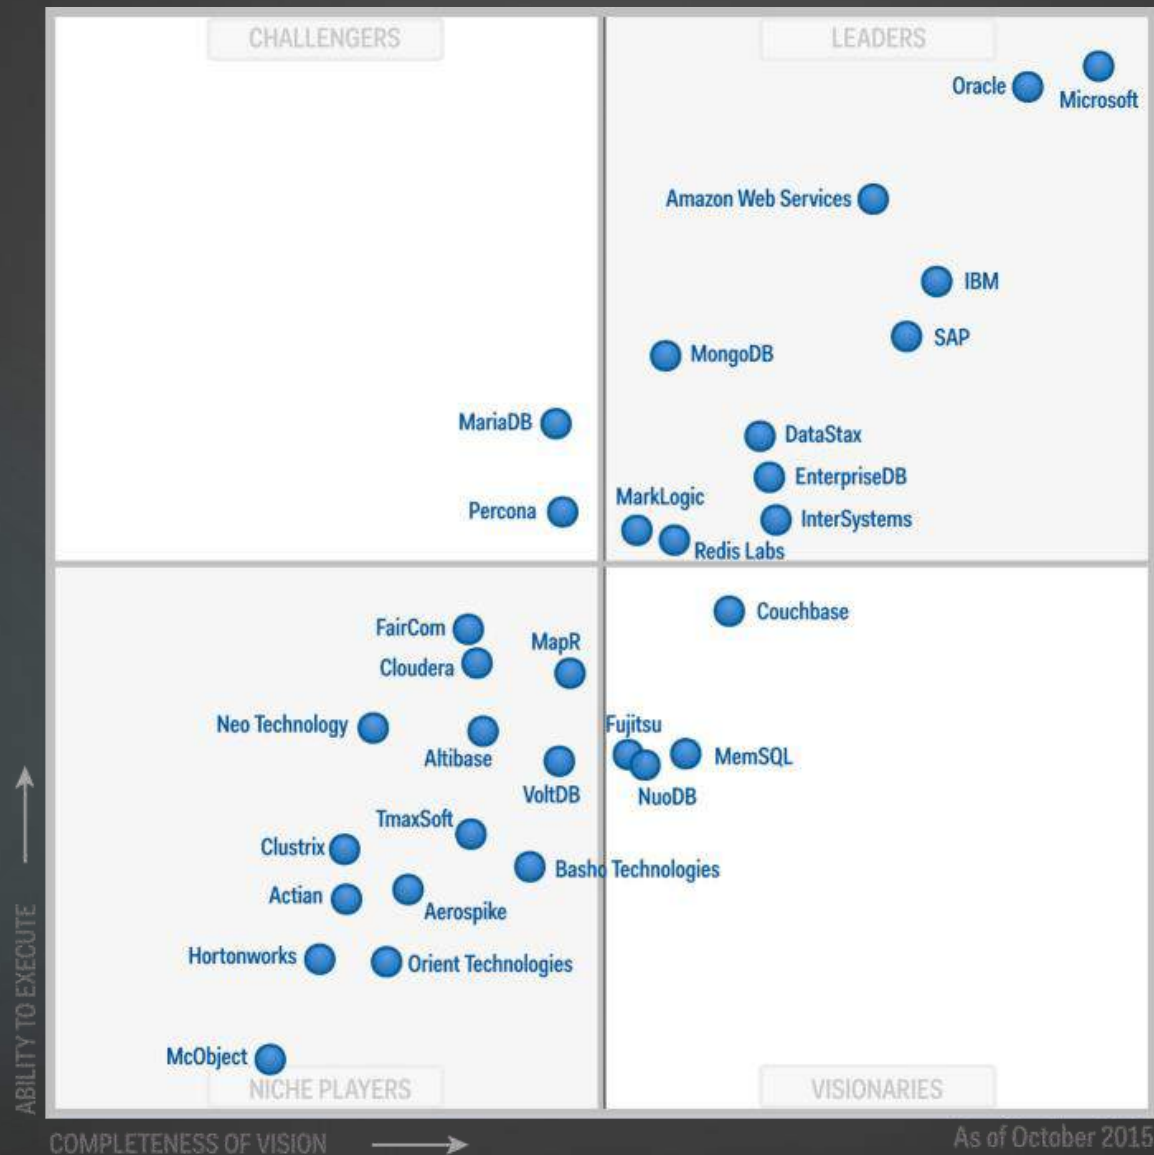 CHALLENGERS
LEADERS
Oracle
Microsoft
Amazon Web Services
IBM
SAP
MongoDB
MariaDB
DataStax
EnterpriseDB
MarkLogic
Percona
InterSystems
Redis Labs
Couchbase
FairCom
MapR
Cloudera
Neo Technology
Fujitsu
Altibase
MemSQL
VoltDB
NuoDB
TmaxSoft
Clustrix
Basho Technologies
Actian
Aerospike
Hortonworks
Orient Technologies
McObject
NICHE PLAYERS
VISIONARIES
ABILITY TO EXECUTE
COMPLETENESS OF VISION
As of October 2015